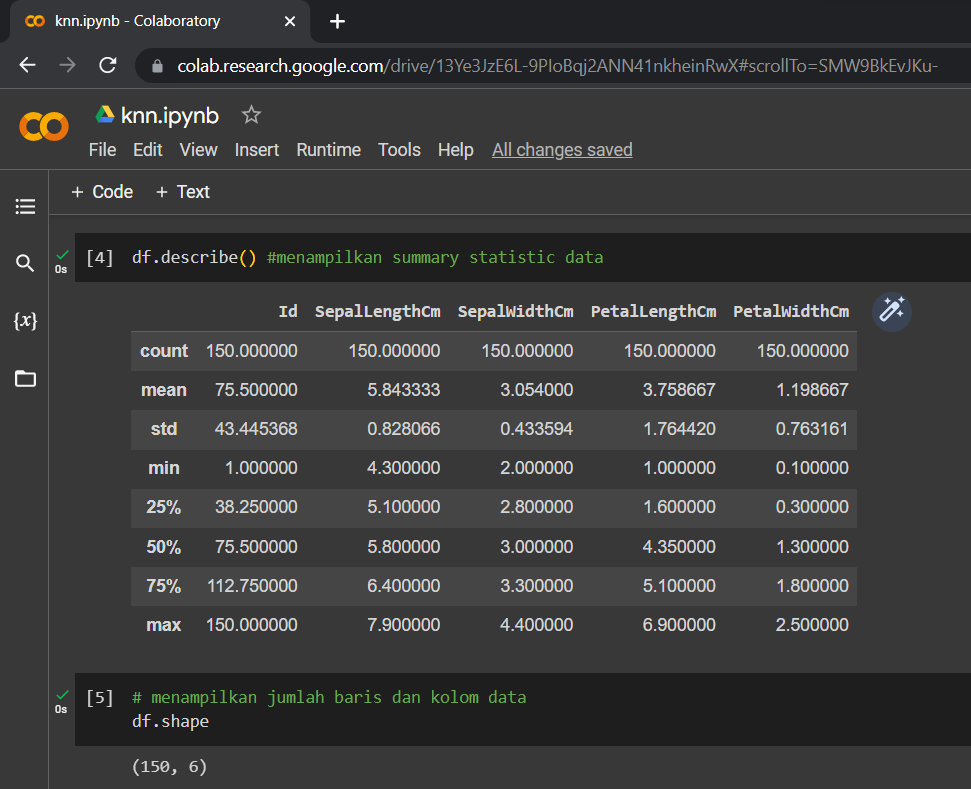 knn.ipynb - Colaboratory
colab.research.google.com/drive/13Ye3JzE6L-9PIoBqj2ANN41nkheinRwX#scrollTo=SMW9BkEvJKu-
knn.ipynb
File Edit View Insert Runtime Tools Help All changes saved
+ Code + Text
[4] df.describe() #menampilkan summary statistic data
0s
Id SepalLengthCm SepalWidthCm PetalLengthCm PetalWidthCm
count 150.000000 150.000000 150.000000 150.000000 150.000000
mean 75.500000 5.843333 3.054000 3.758667 1.198667
std 43.445368 0.828066 0.433594 1.764420 0.763161
min 1.000000 4.300000 2.000000 1.000000 0.100000
25% 38.250000 5.100000 2.800000 1.600000 0.300000
50% 75.500000 5.800000 3.000000 4.350000 1.300000
75% 112.750000 6.400000 3.300000 5.100000 1.800000
max 150.000000 7.900000 4.400000 6.900000 2.500000
[5] # menampilkan jumlah baris dan kolom data
0s
df.shape
(150, 6)